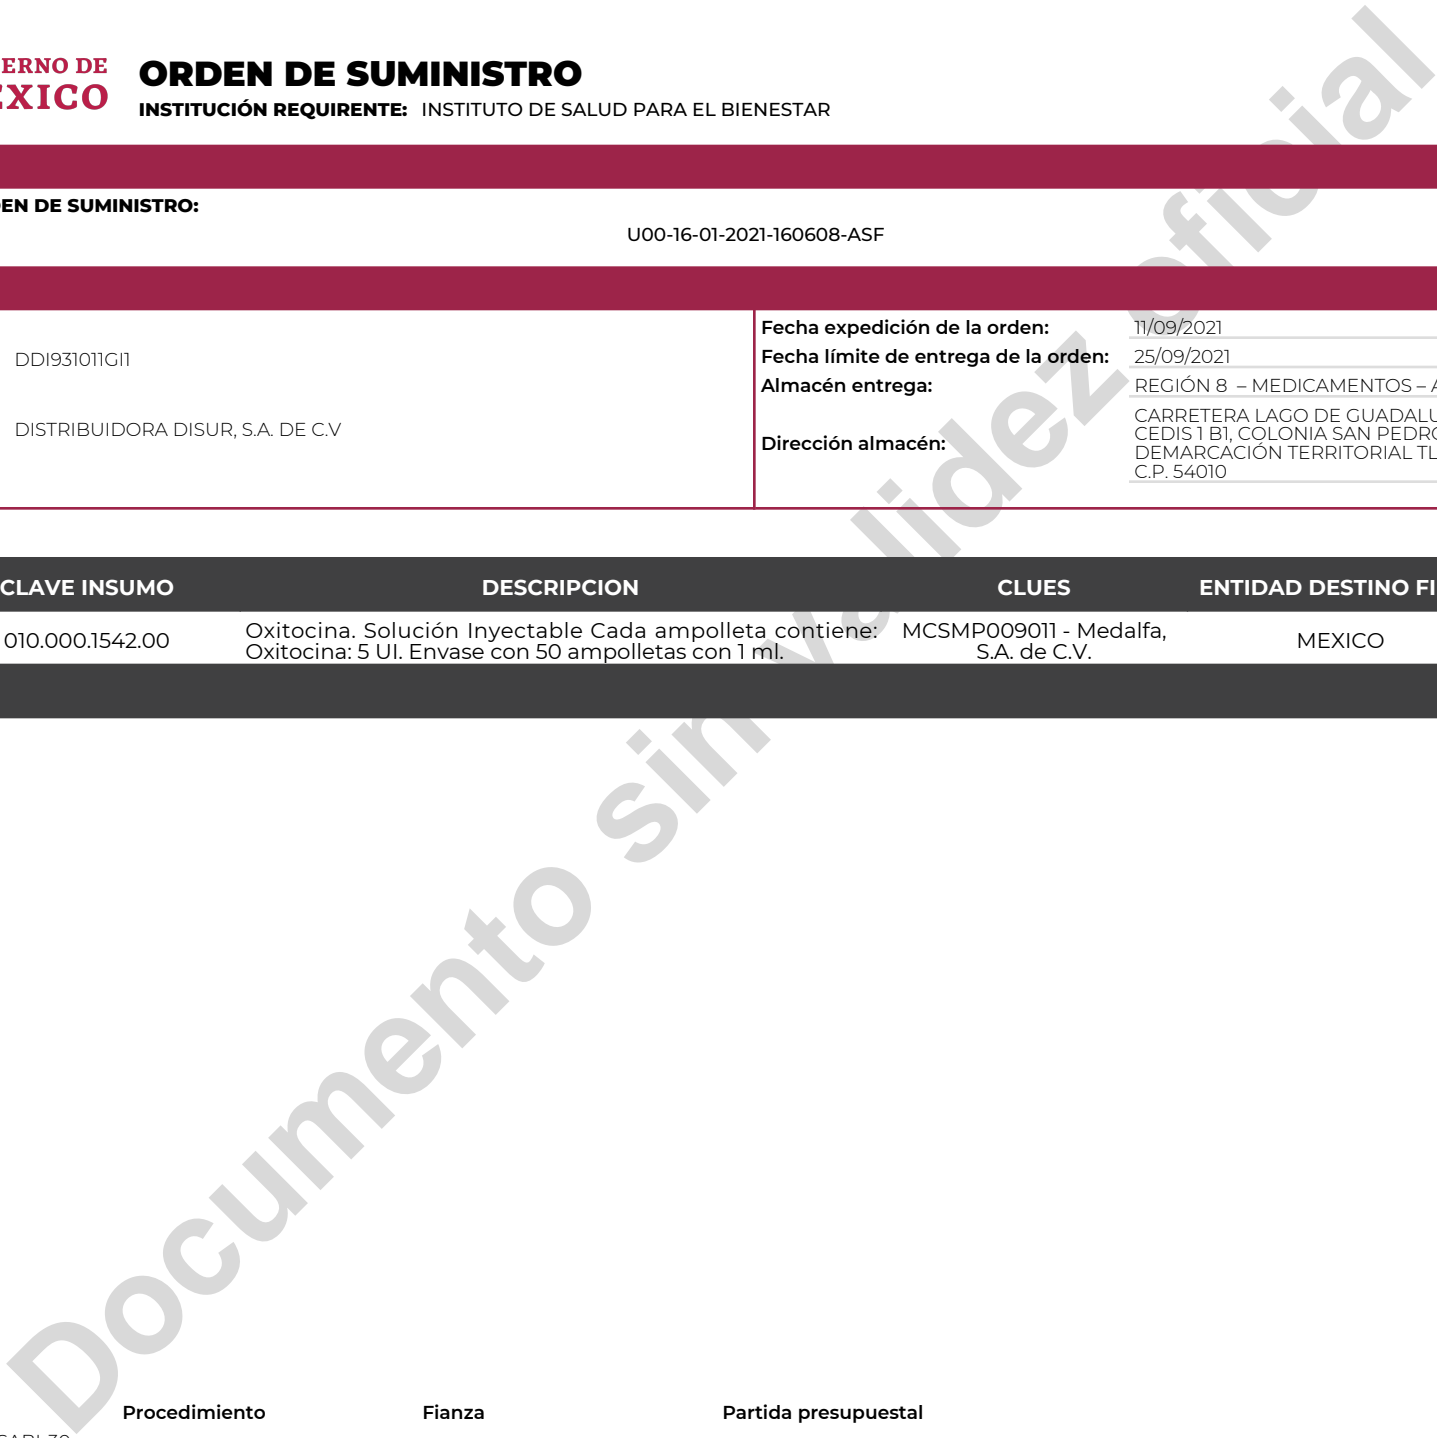 ERNO DE
ORDEN DE SUMINISTRO
EXICO
INSTITUCIÓN REQUIRENTE: INSTITUTO DE SALUD PARA EL BIENESTAR
EN DE SUMINISTRO:
U00-16-01-2021-160608-ASF
DDI931011GI1
DISTRIBUIDORA DISUR, S.A. DE C.V
Fecha expedición de la orden: 11/09/2021
Fecha límite de entrega de la orden: 25/09/2021
Almacén entrega: REGIÓN 8 – MEDICAMENTOS – A
Dirección almacén:
CARRETERA LAGO DE GUADALU
CEDIS 1 B1, COLONIA SAN PEDRO
DEMARCACIÓN TERRITORIAL TL
C.P. 54010
CLAVE INSUMO DESCRIPCION CLUES ENTIDAD DESTINO FI
010.000.1542.00
Oxitocina. Solución Inyectable Cada ampolleta contiene:
Oxitocina: 5 UI. Envase con 50 ampolletas con 1 ml.
MCSMP009011 - Medalfa,
S.A. de C.V.
MEXICO
Documento sin validez oficial
Procedimiento Fianza Partida presupuestal